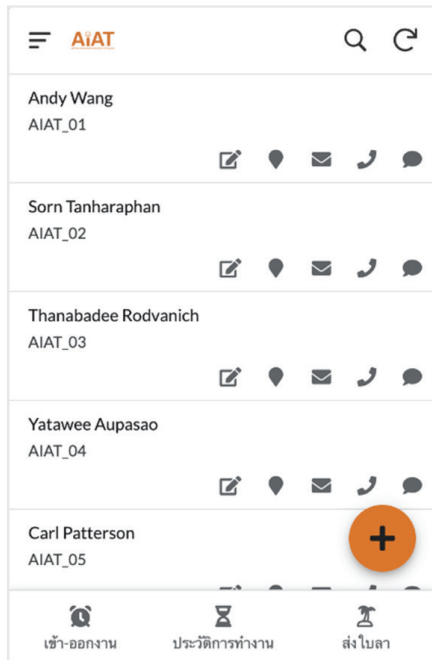 AiAT
Andy Wang
AIAT_01
Sorn Tanharaphan
AIAT_02
Thanabadee Rodvanich
AIAT_03
Yatawee Aupasao
AIAT_04
Carl Patterson
AIAT_05
เข้า-ออกงาน ประวัติการทำงาน ส่งใบลา